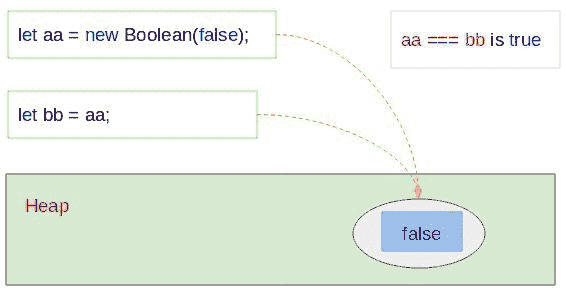 let aa = new Boolean(false);
aa === bb is true
let bb = aa;
Heap
false